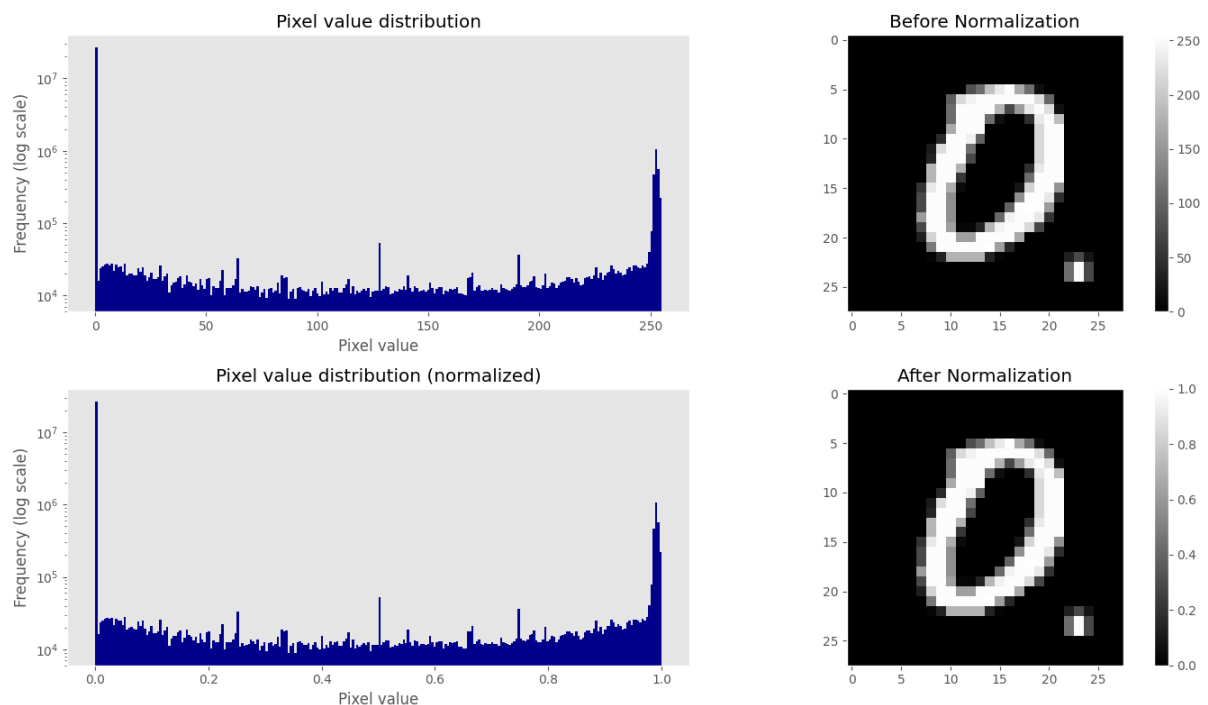 Pixel value distribution
Frequency (log scale)
10⁷
10⁶
10⁵
10⁴
0 50 100 150 200 250
Pixel value
Before Normalization
0
5
10
15
20
25
0 5 10 15 20 25
250
200
150
100
50
0
Pixel value distribution (normalized)
Frequency (log scale)
10⁷
10⁶
10⁵
10⁴
0.0 0.2 0.4 0.6 0.8 1.0
Pixel value
After Normalization
0
5
10
15
20
25
0 5 10 15 20 25
1.0
0.8
0.6
0.4
0.2
0.0